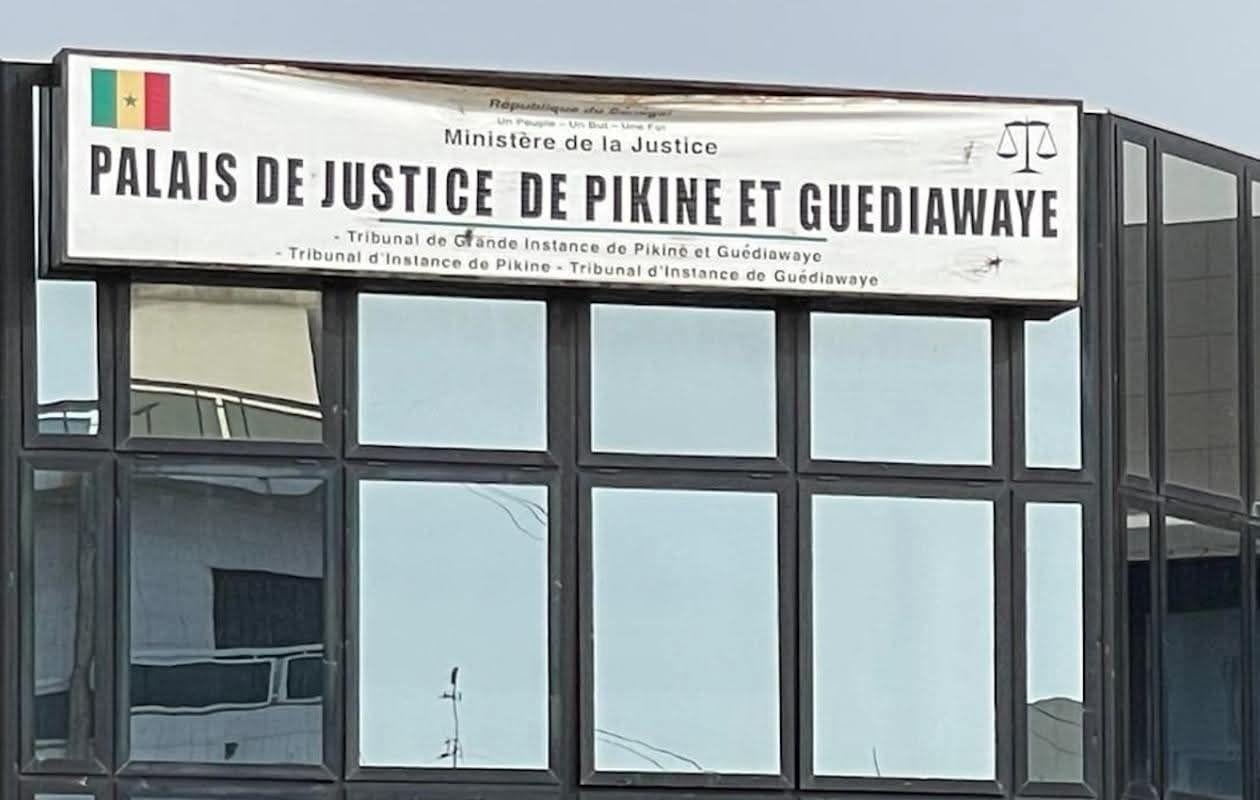 République du Sénégal
Un Peuple – Un But – Une Foi
Ministère de la Justice
PALAIS DE JUSTICE DE PIKINE ET GUEDIAWAYE
- Tribunal de Grande Instance de Pikine et Guédiawaye
- Tribunal d'Instance de Pikine - Tribunal d'Instance de Guédiawaye